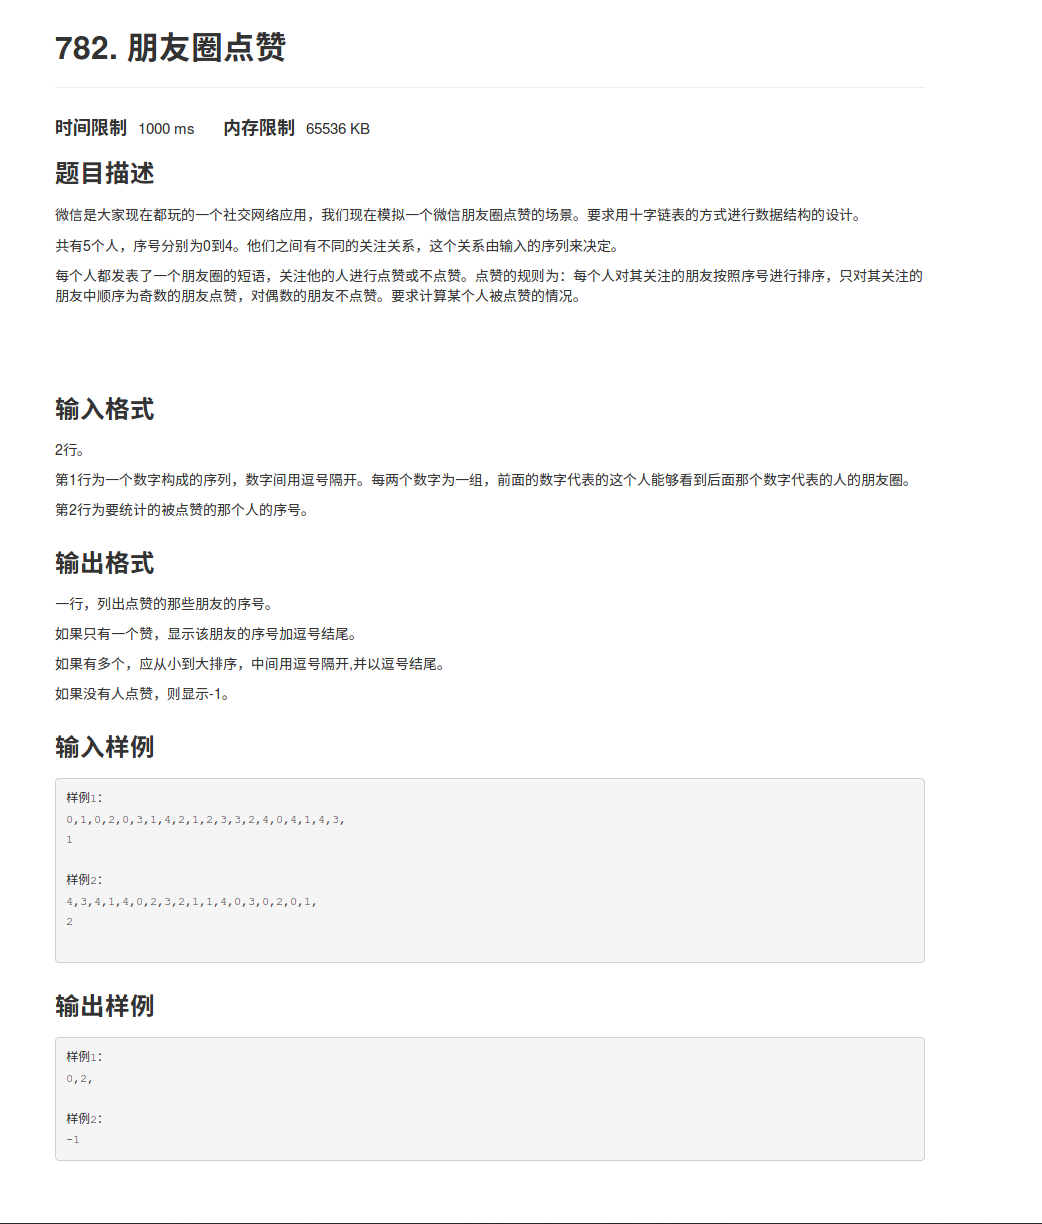 782. 朋友圈点赞
时间限制 1000 ms 内存限制 65536 KB
题目描述
微信是大家现在都玩的一个社交网络应用，我们现在模拟一个微信朋友圈点赞的场景。要求用十字链表的方式进行数据结构的设计。
共有5个人，序号分别为0到4。他们之间有不同的关注关系，这个关系由输入的序列来决定。
每个人都发表了一个朋友圈的短语，关注他的人进行点赞或不点赞。点赞的规则为：每个人对其关注的朋友按照序号进行排序，只对其关注的
朋友中顺序为奇数的朋友点赞，对偶数的朋友不点赞。要求计算某个人被点赞的情况。
输入格式
2行。
第1行为一个数字构成的序列，数字间用逗号隔开。每两个数字为一组，前面的数字代表的这个人能够看到后面那个数字代表的人的朋友圈。
第2行为要统计的被点赞的那个人的序号。
输出格式
一行，列出点赞的那些朋友的序号。
如果只有一个赞，显示该朋友的序号加逗号结尾。
如果有多个，应从小到大排序，中间用逗号隔开,并以逗号结尾。
如果没有人点赞，则显示-1。
输入样例
样例1：
0,1,0,2,0,3,1,4,2,1,2,3,3,2,4,0,4,1,4,3,
1
样例2：
4,3,4,1,4,0,2,3,2,1,1,4,0,3,0,2,0,1,
2
输出样例
样例1：
0,2,
样例2：
-1